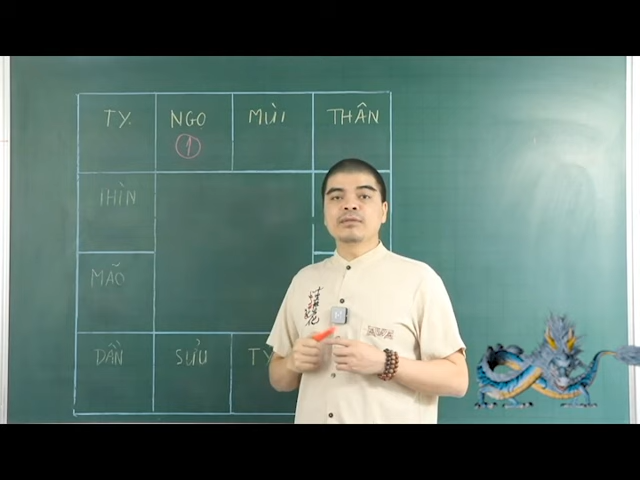 TỴ NGỌ MÙI THÂN
1
THÌN
MÃO
DẦN SỬU TÝ